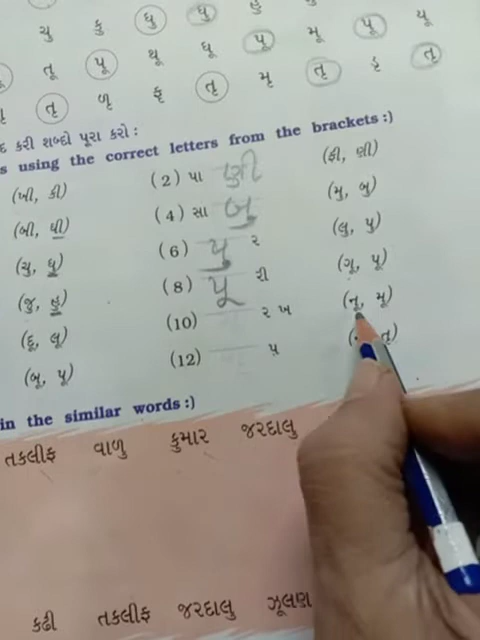 ચુ કુ ઘુ ઘુ હુ
તૂ પૂ થૂ ધૂ પૂ મૂ પૂ યૂ
તૃ ળૃ ફૃ તૃ મૃ તૃ હૃ તૃ
કરી શબ્દો પૂરા કરો :
s using the correct letters from the brackets:)
(ખી, કી) (2) પા ણી (ફી, ણી)
(બી, ઘી) (4) સા બુ (મુ, બુ)
(ચુ, ઘુ) (6) પુ ર (લુ, પુ)
(જુ, હુ) (8) પૂ રી (ગૂ, પૂ)
(દૂ, લૂ) (10) ર ખ (નૂ, મૂ)
(બૂ, પૂ) (12) પ તૃ)
in the similar words:)
તકલીફ વાળુ કુમાર જરદાલુ
કઢી તકલીફ જરદાલુ ઝૂલણ